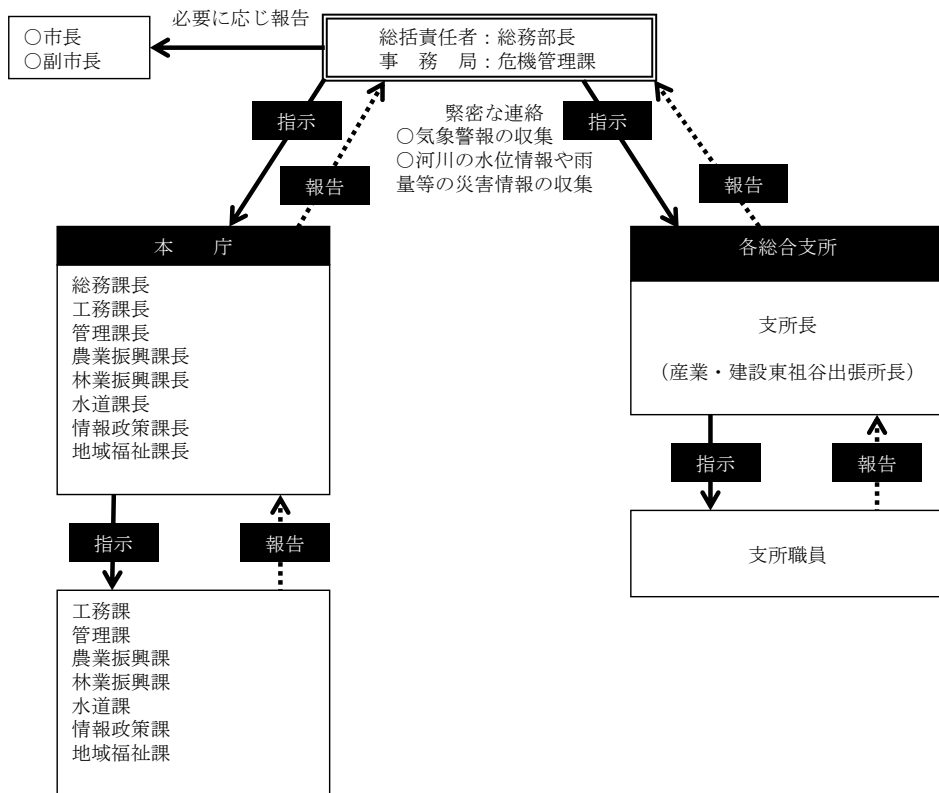 必要に応じ報告
○市長
○副市長
総括責任者：総務部長
事　務　局：危機管理課
指示
報告
緊密な連絡
○気象警報の収集
○河川の水位情報や雨
量等の災害情報の収集
指示
報告
本　　庁
総務課長
工務課長
管理課長
農業振興課長
林業振興課長
水道課長
情報政策課長
地域福祉課長
各総合支所
支所長
（産業・建設東祖谷出張所長）
指示
報告
指示
報告
支所職員
工務課
管理課
農業振興課
林業振興課
水道課
情報政策課
地域福祉課